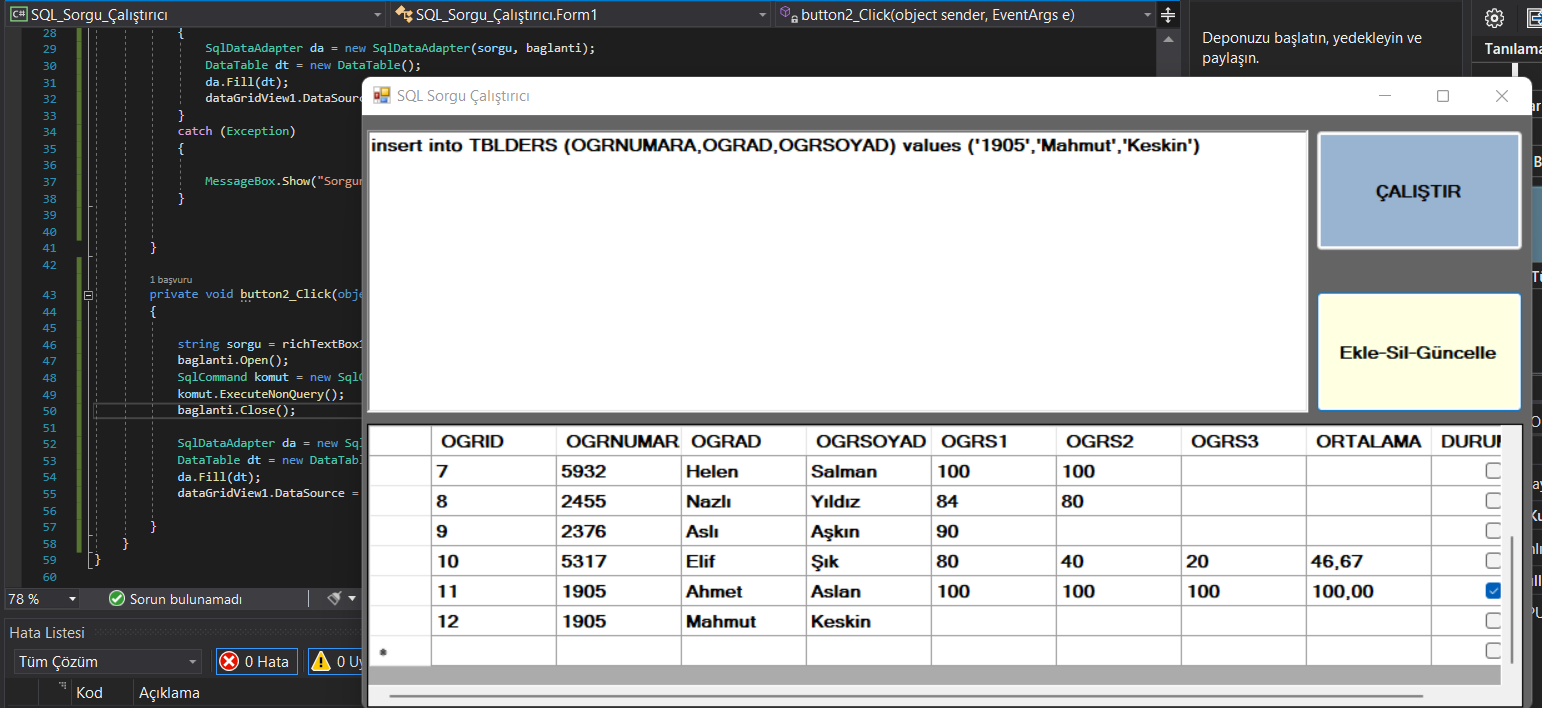 SQL_Sorgu_Çalıştırıcı
SQL_Sorgu_Çalıştırıcı.Form1
button2_Click(object sender, EventArgs e)
28 {
29 SqlDataAdapter da = new SqlDataAdapter(sorgu, baglanti);
30 DataTable dt = new DataTable();
31 da.Fill(dt);
32 dataGridView1.DataSour
33 }
34 catch (Exception)
35 {
36
37 MessageBox.Show("Sorgu
38 }
39
40
41 }
42
1 başvuru
43 private void button2_Click(obje
44 {
45
46 string sorgu = richTextBox1
47 baglanti.Open();
48 SqlCommand komut = new SqlC
49 komut.ExecuteNonQuery();
50 baglanti.Close();
51
52 SqlDataAdapter da = new Sql
53 DataTable dt = new DataTabl
54 da.Fill(dt);
55 dataGridView1.DataSource =
56
57 }
58 }
59 }
60
78 %
Sorun bulunamadı
Hata Listesi
Tüm Çözüm
0 Hata
0 Uy
Kod
Açıklama
Deponuzu başlatın, yedekleyin ve
paylaşın.
Tanılama
SQL Sorgu Çalıştırıcı
insert into TBLDERS (OGRNUMARA,OGRAD,OGRSOYAD) values ('1905','Mahmut','Keskin')
ÇALIŞTIR
Ekle-Sil-Güncelle
OGRID OGRNUMAR OGRAD OGRSOYAD OGRS1 OGRS2 OGRS3 ORTALAMA DURUM
7 5932 Helen Salman 100 100
8 2455 Nazlı Yıldız 84 80
9 2376 Aslı Aşkın 90
10 5317 Elif Şık 80 40 20 46,67
11 1905 Ahmet Aslan 100 100 100 100,00
12 1905 Mahmut Keskin
*